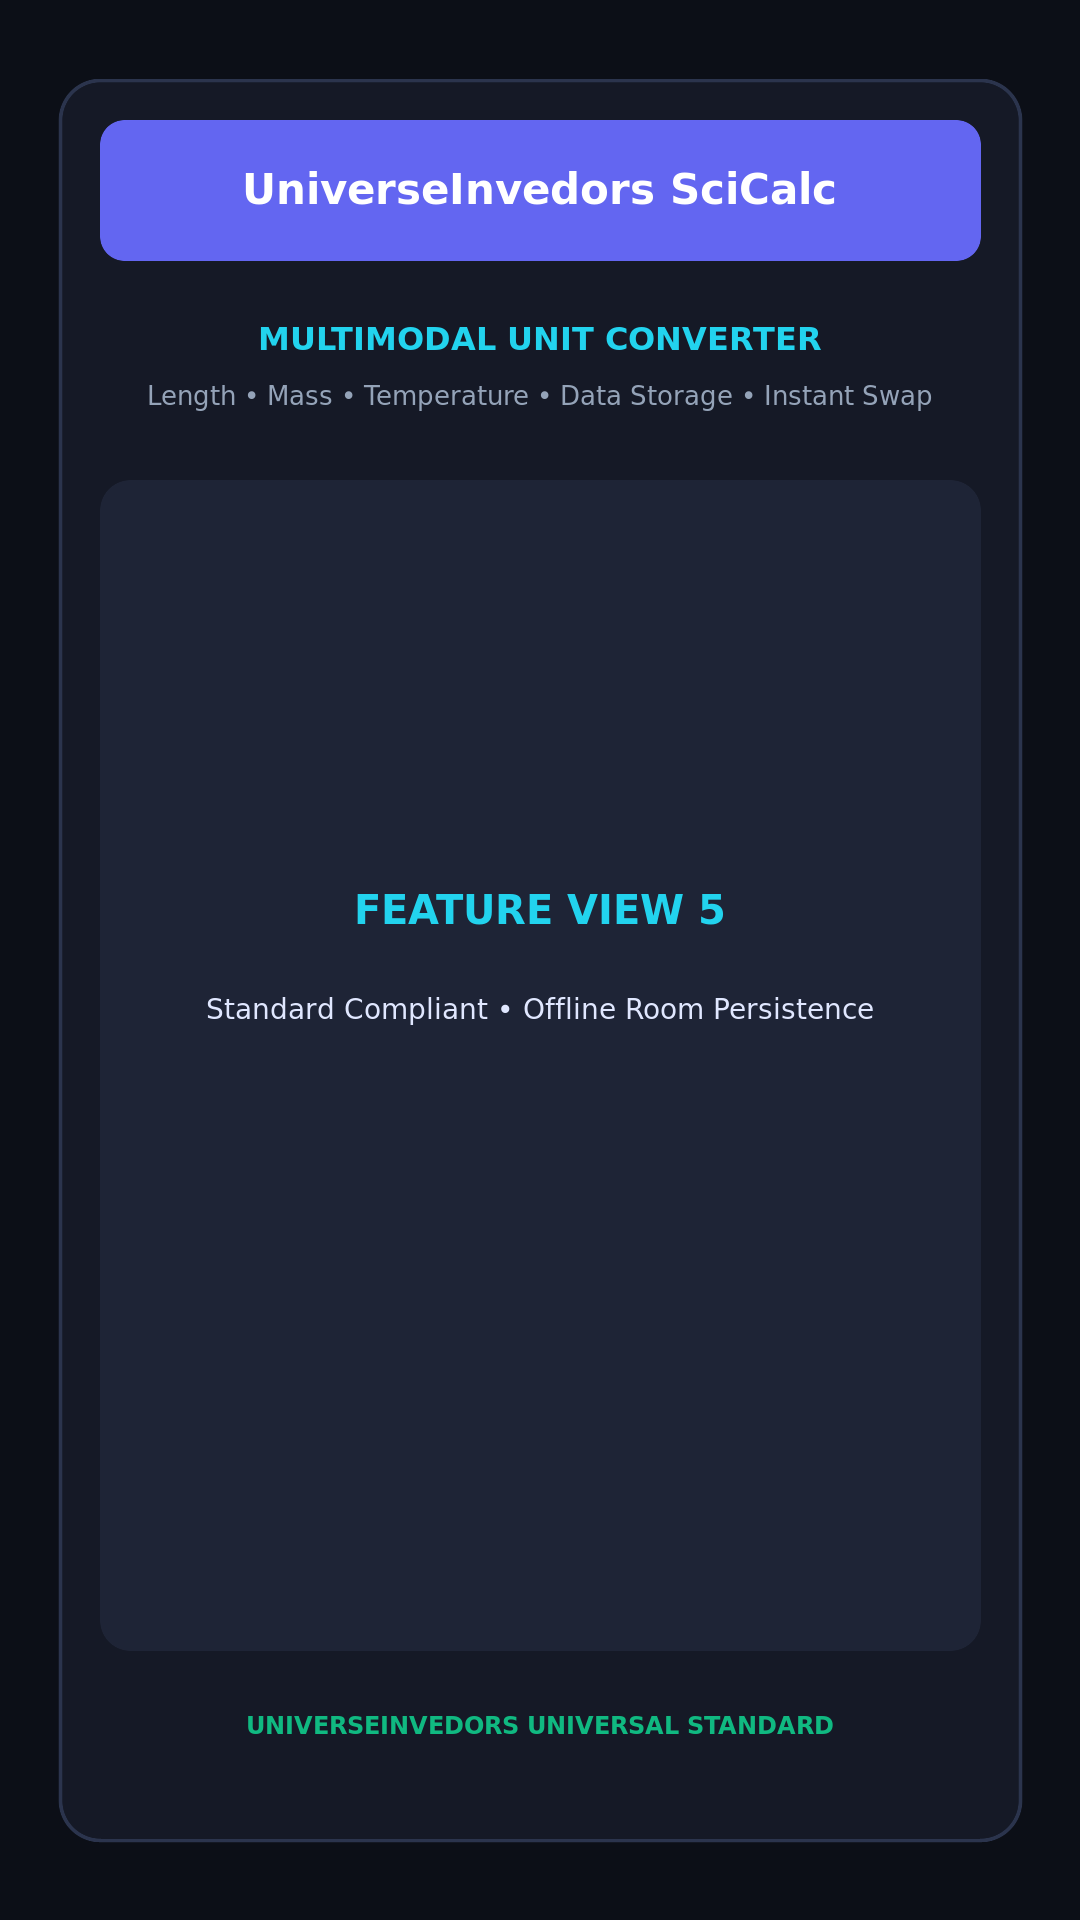 UniverseInvedors SciCalc
MULTIMODAL UNIT CONVERTER
Length • Mass • Temperature • Data Storage • Instant Swap
FEATURE VIEW 5
Standard Compliant • Offline Room Persistence
UNIVERSEINVEDORS UNIVERSAL STANDARD